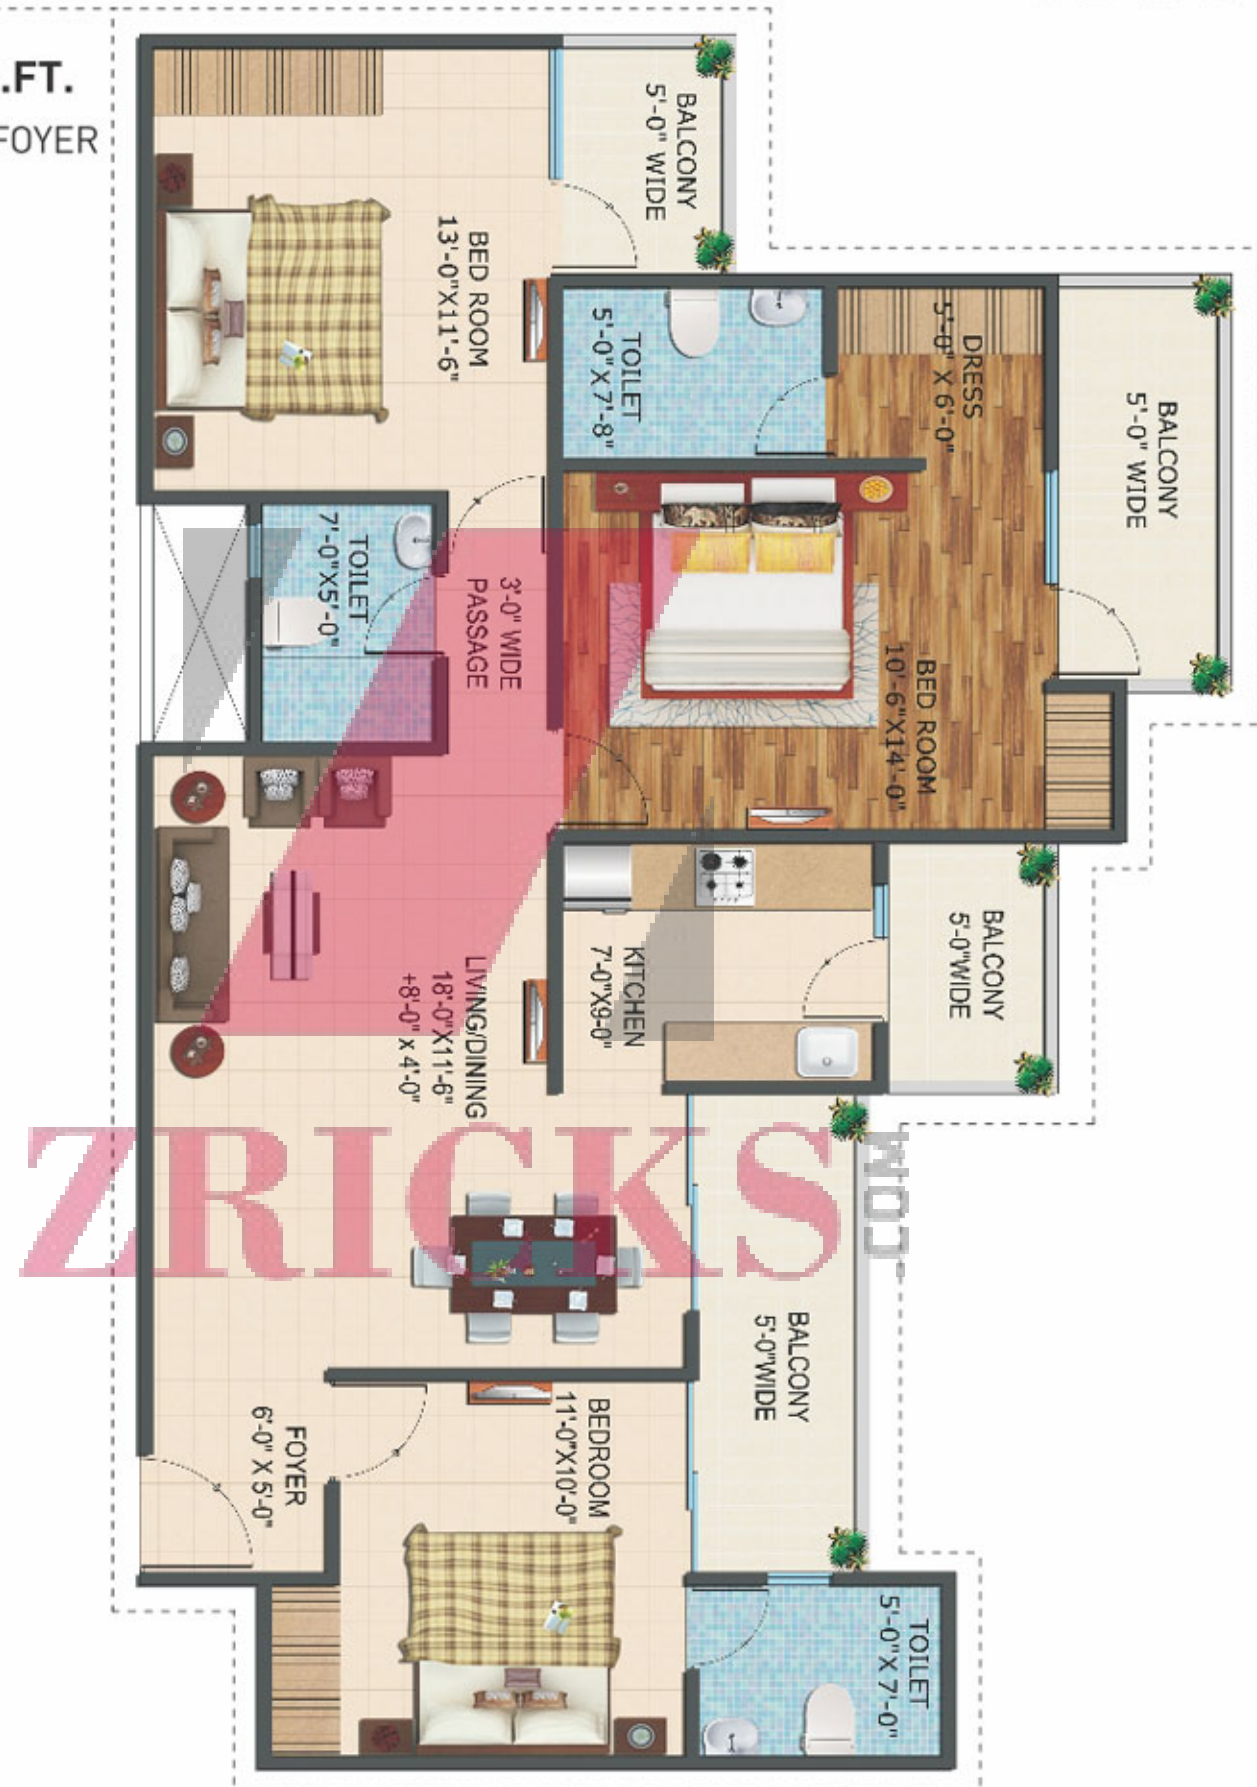 .FT.
FOYER
BALCONY
5'-0" WIDE
BED ROOM
13'-0"X11'-6"
TOILET
5'-0"X7'-8"
DRESS
5'-0" X 6'-0"
BALCONY
5'-0" WIDE
TOILET
7'-0"X5'-0"
3'-0" WIDE
PASSAGE
BED ROOM
10'-6"X14'-0"
LIVING/DINING
18'-0"X11'-6"
+8'-0" x 4'-0"
KITCHEN
7'-0"X9-0"
BALCONY
5'-0"WIDE
ZRICKS.COM
BALCONY
5'-0"WIDE
FOYER
6'-0" X 5'-0"
BEDROOM
11'-0"X10'-0"
TOILET
5'-0"X 7'-0"